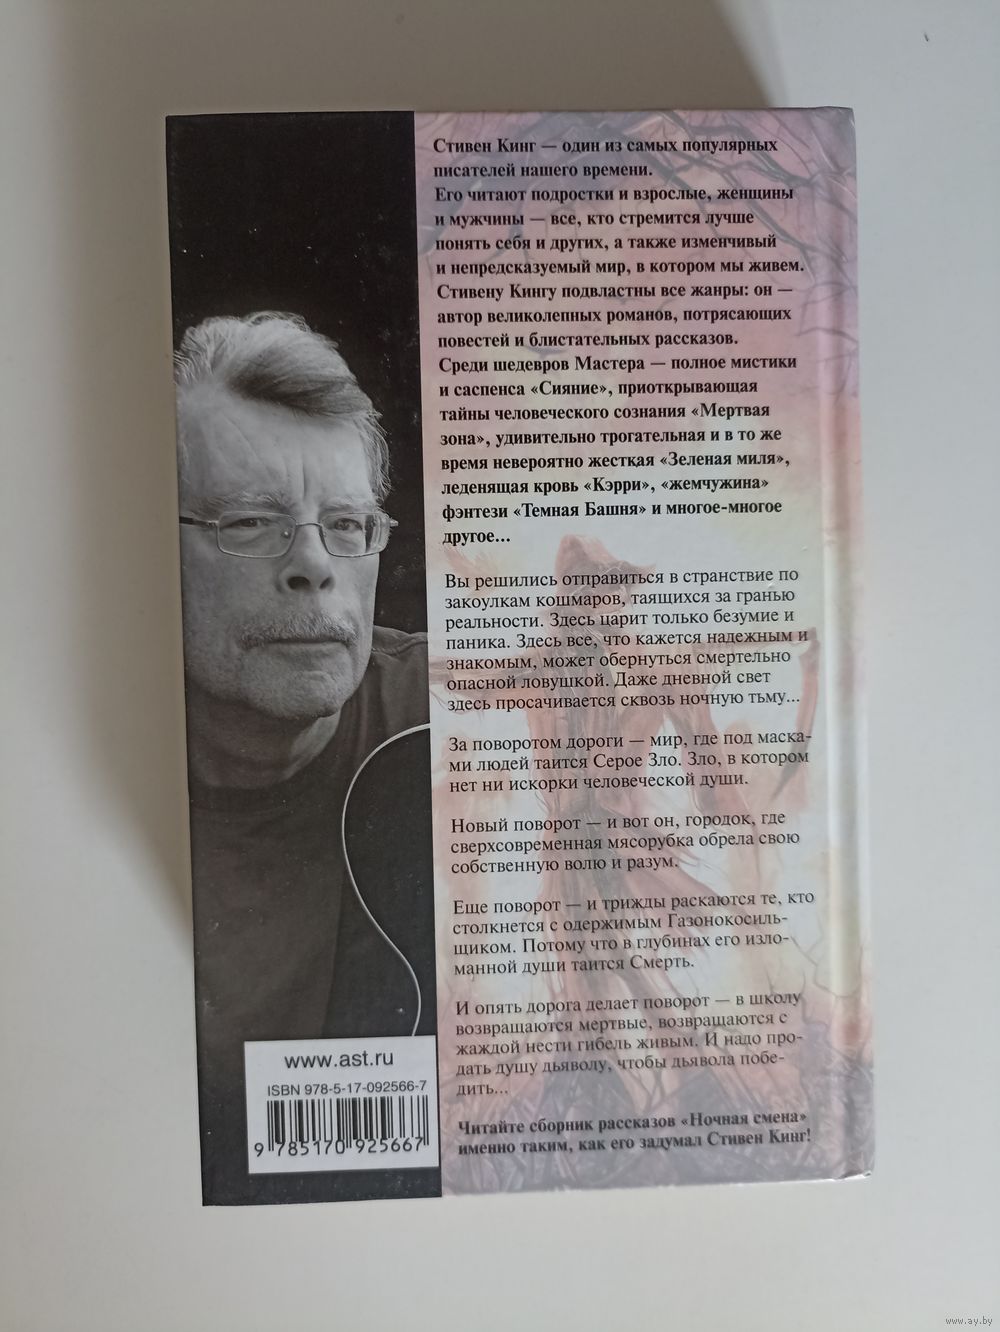 Стивен Кинг — один из самых популярных
писателей нашего времени.
Его читают подростки и взрослые, женщины
и мужчины — все, кто стремится лучше
понять себя и других, а также изменчивый
и непредсказуемый мир, в котором мы живем.
Стивену Кингу подвластны все жанры: он —
автор великолепных романов, потрясающих
повестей и блистательных рассказов.
Среди шедевров Мастера — полное мистики
и саспенса «Сияние», приоткрывающая
тайны человеческого сознания «Мертвая
зона», удивительно трогательная и в то же
время невероятно жесткая «Зеленая миля»,
леденящая кровь «Кэрри», «жемчужина»
фэнтези «Темная Башня» и многое-многое
другое...
Вы решились отправиться в странствие по
закоулкам кошмаров, таящихся за гранью
реальности. Здесь царит только безумие и
паника. Здесь все, что кажется надежным и
знакомым, может обернуться смертельно
опасной ловушкой. Даже дневной свет
здесь просачивается сквозь ночную тьму...
За поворотом дороги — мир, где под маска-
ми людей таится Серое Зло. Зло, в котором
нет ни искорки человеческой души.
Новый поворот — и вот он, городок, где
сверхсовременная мясорубка обрела свою
собственную волю и разум.
Еще поворот — и трижды раскаются те, кто
столкнется с одержимым Газонокосиль-
щиком. Потому что в глубинах его изло-
манной души таится Смерть.
И опять дорога делает поворот — в школу
возвращаются мертвые, возвращаются с
жаждой нести гибель живым. И надо про-
дать душу дьяволу, чтобы дьявола побе-
дить...
Читайте сборник рассказов «Ночная смена»
именно таким, как его задумал Стивен Кинг!
www.ast.ru
ISBN 978-5-17-092566-7
9 785170 925667
www.ay.by